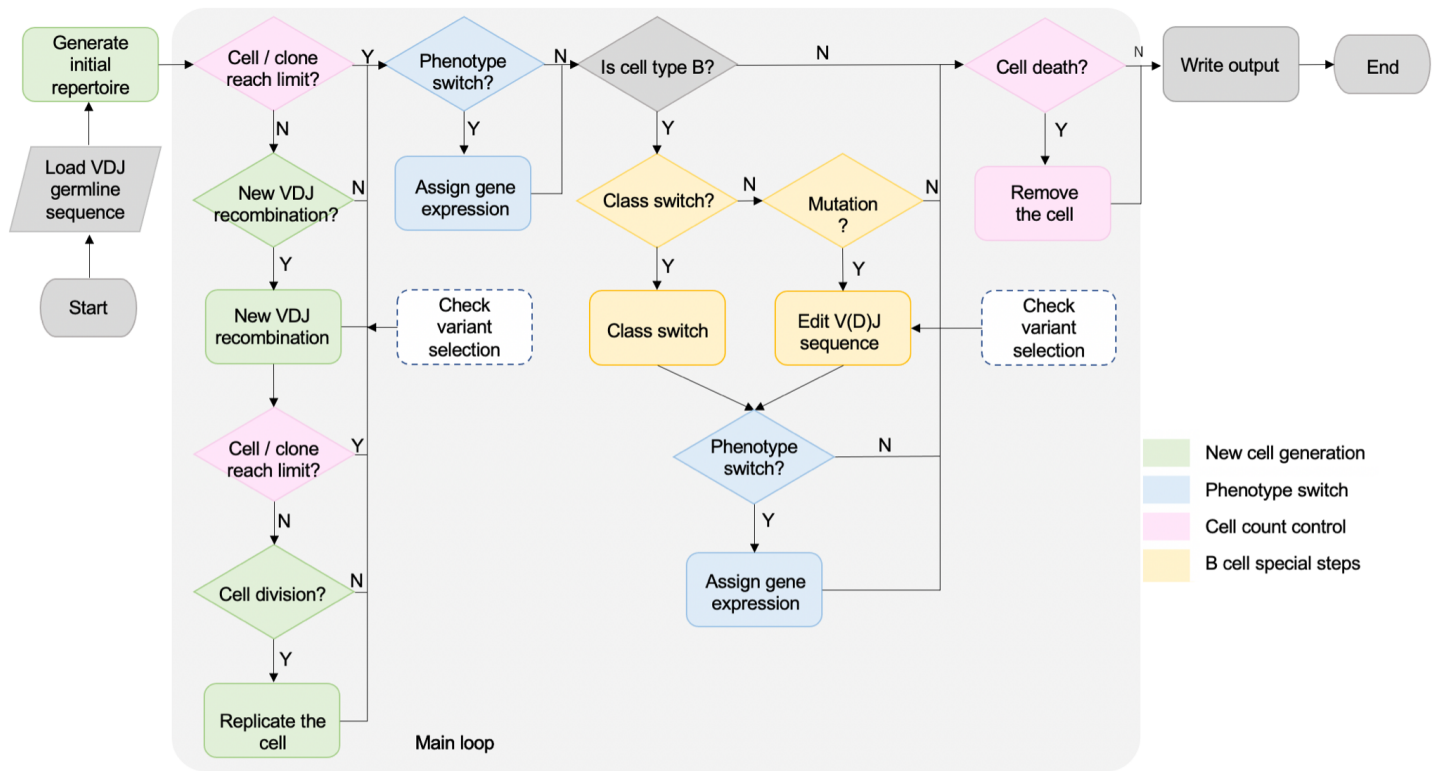 Generate
initial
repertoire
Load VDJ
germline
sequence
Start
Cell / clone
reach limit?
Y
N
New VDJ
recombination?
N
Y
New VDJ
recombination
Check
variant
selection
Cell / clone
reach limit?
Y
N
Cell division?
N
Y
Replicate the
cell
Phenotype
switch?
N
Y
Assign gene
expression
Is cell type B?
N
Y
Class switch?
N
Y
Class switch
Mutation
?
N
Y
Edit V(D)J
sequence
Check
variant
selection
Phenotype
switch?
N
Y
Assign gene
expression
Cell death?
N
Y
Remove
the cell
Write output
End
Main loop
New cell generation
Phenotype switch
Cell count control
B cell special steps